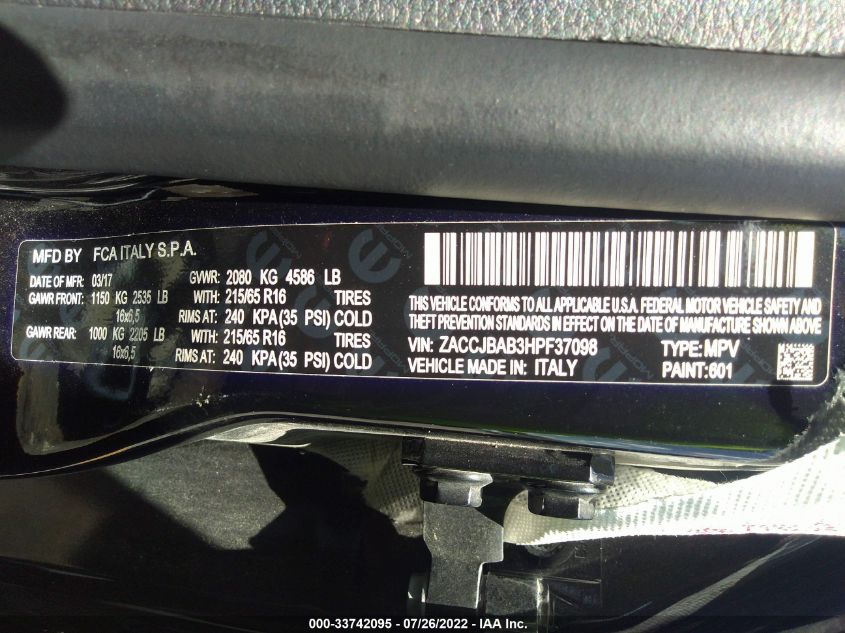 MFD BY FCA ITALY S.P.A.
DATE OF MFR: 03/17 GVWR: 2080 KG 4586 LB
GAWR FRONT: 1150 KG 2535 LB WITH: 215/65 R16 TIRES
16x6,5 RIMS AT: 240 KPA(35 PSI) COLD
GAWR REAR: 1000 KG 2205 LB WITH: 215/65 R16 TIRES
16x6,5 RIMS AT: 240 KPA(35 PSI) COLD
THIS VEHICLE CONFORMS TO ALL APPLICABLE U.S.A. FEDERAL MOTOR VEHICLE SAFETY AND
THEFT PREVENTION STANDARDS IN EFFECT ON THE DATE OF MANUFACTURE SHOWN ABOVE.
VIN: ZACCJBAB3HPF37098 TYPE: MPV
VEHICLE MADE IN: ITALY PAINT: 601
000-33742095 - 07/26/2022 - IAA Inc.